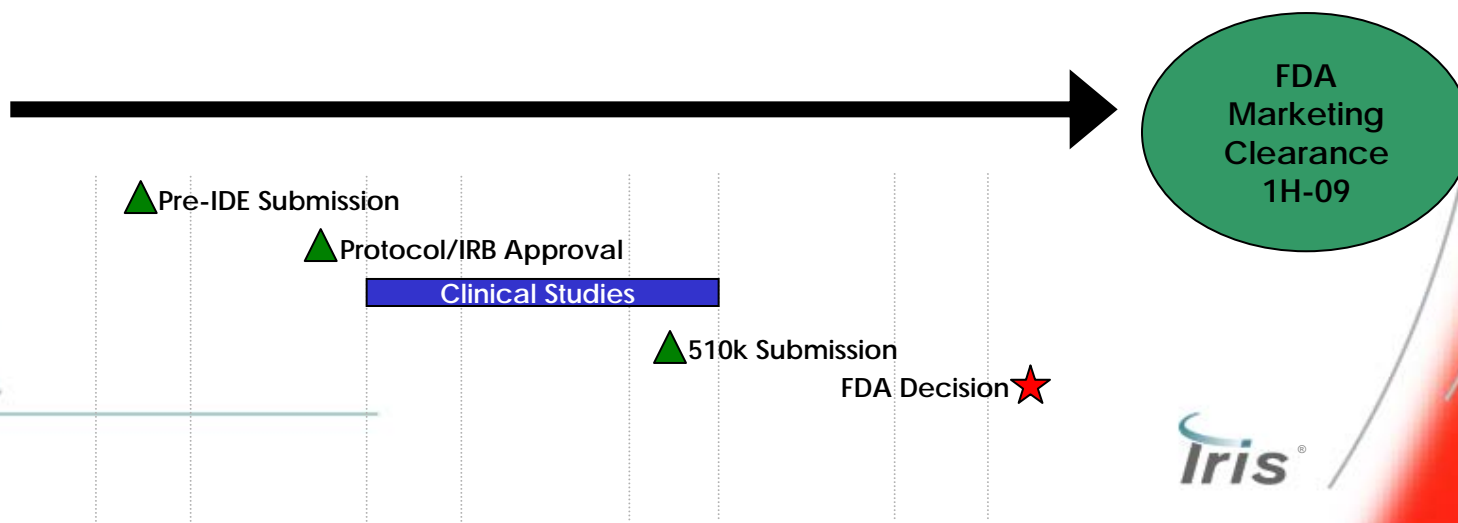 FDA
Marketing
Clearance
1H-09
Pre-IDE Submission
Protocol/IRB Approval
Clinical Studies
510k Submission
FDA Decision
Iris®